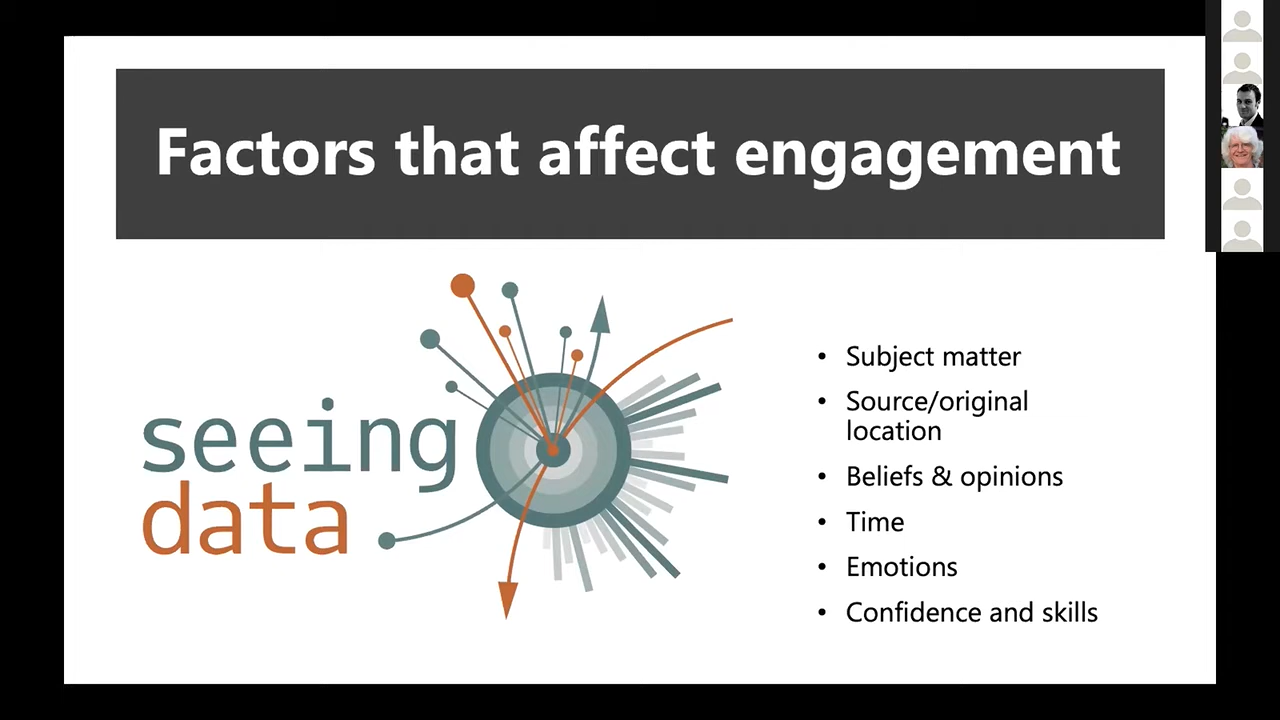 Factors that affect engagement
seeing
data
• Subject matter
• Source/original
location
• Beliefs & opinions
• Time
• Emotions
• Confidence and skills